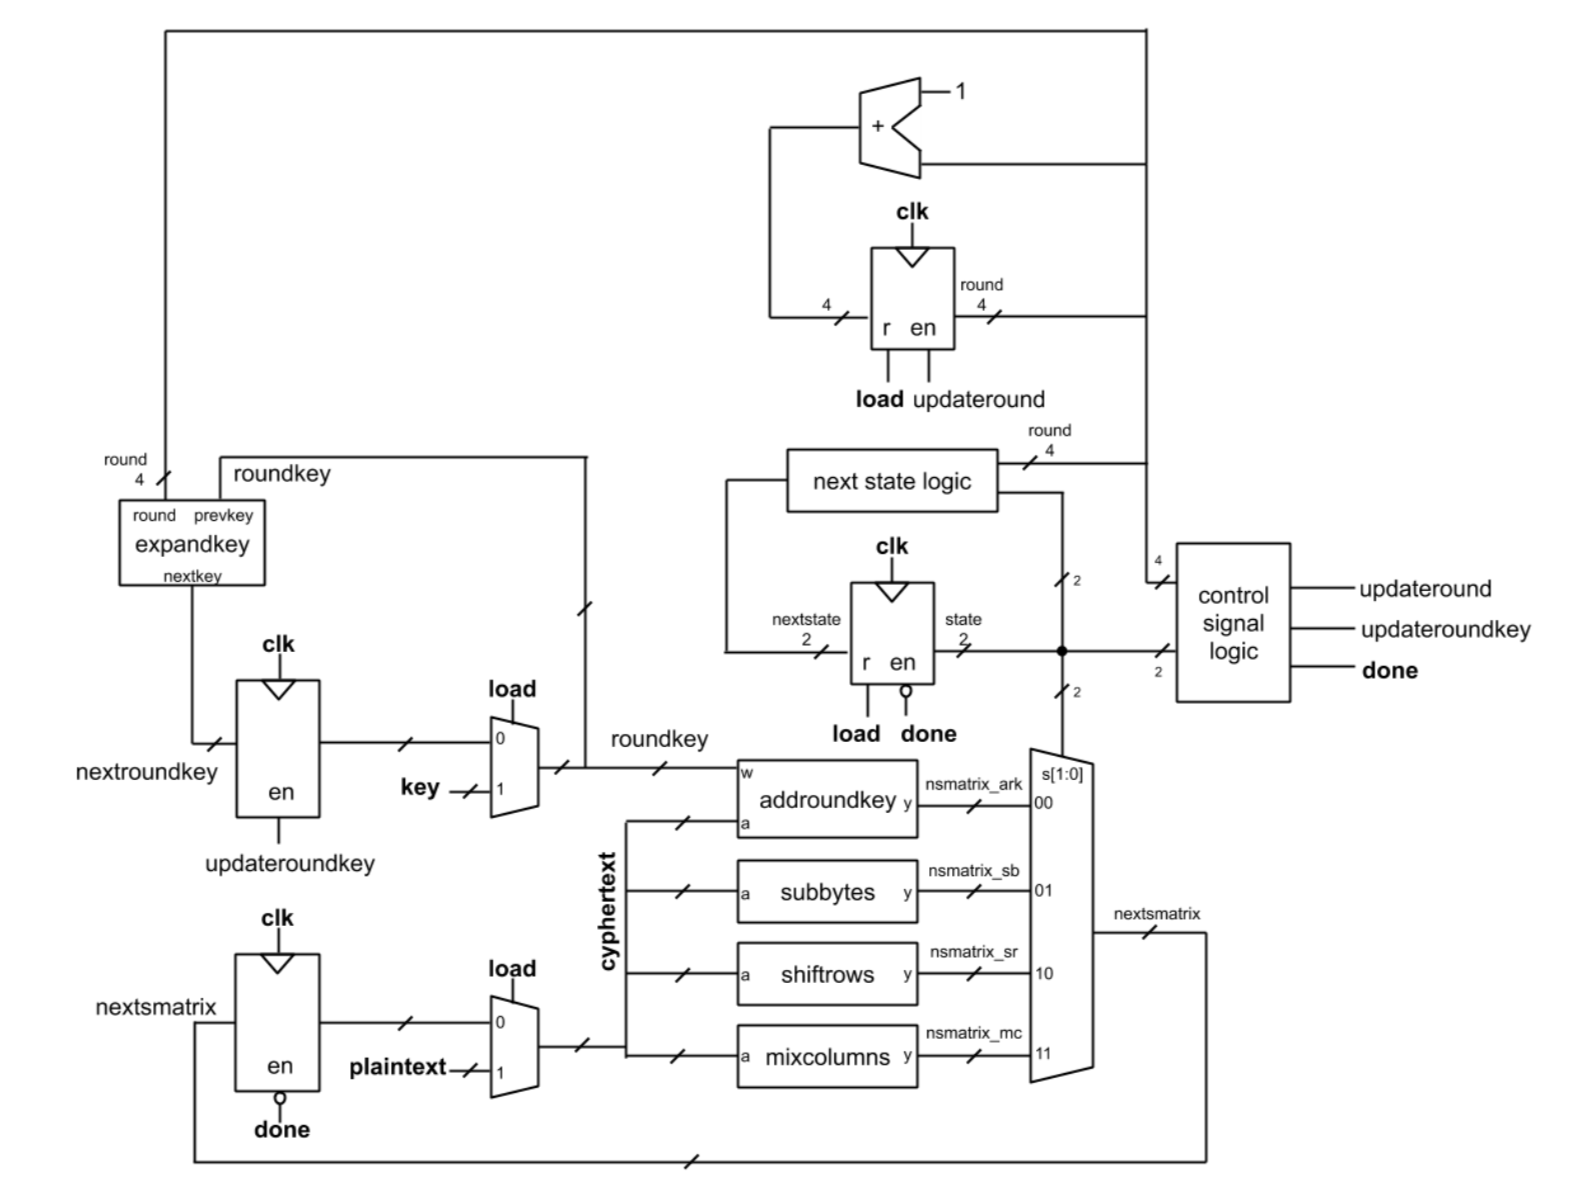 1
+
clk
round
4
4
r en
load updateround
round
4
round
4
roundkey
next state logic
round prevkey
expandkey
nextkey
clk
2
4
control
signal
logic
updateround
updateroundkey
done
nextstate
2
state
2
r en
2
2
load done
clk
load
0
roundkey
nextroundkey
en
key
1
updateroundkey
w
addroundkey
y
a
nsmatrix_ark
s[1:0]
00
cyphertext
a
subbytes
y
nsmatrix_sb
01
nextsmatrix
clk
load
a
shiftrows
y
nsmatrix_sr
10
nextsmatrix
0
en
plaintext
1
a
mixcolumns
y
nsmatrix_mc
11
done